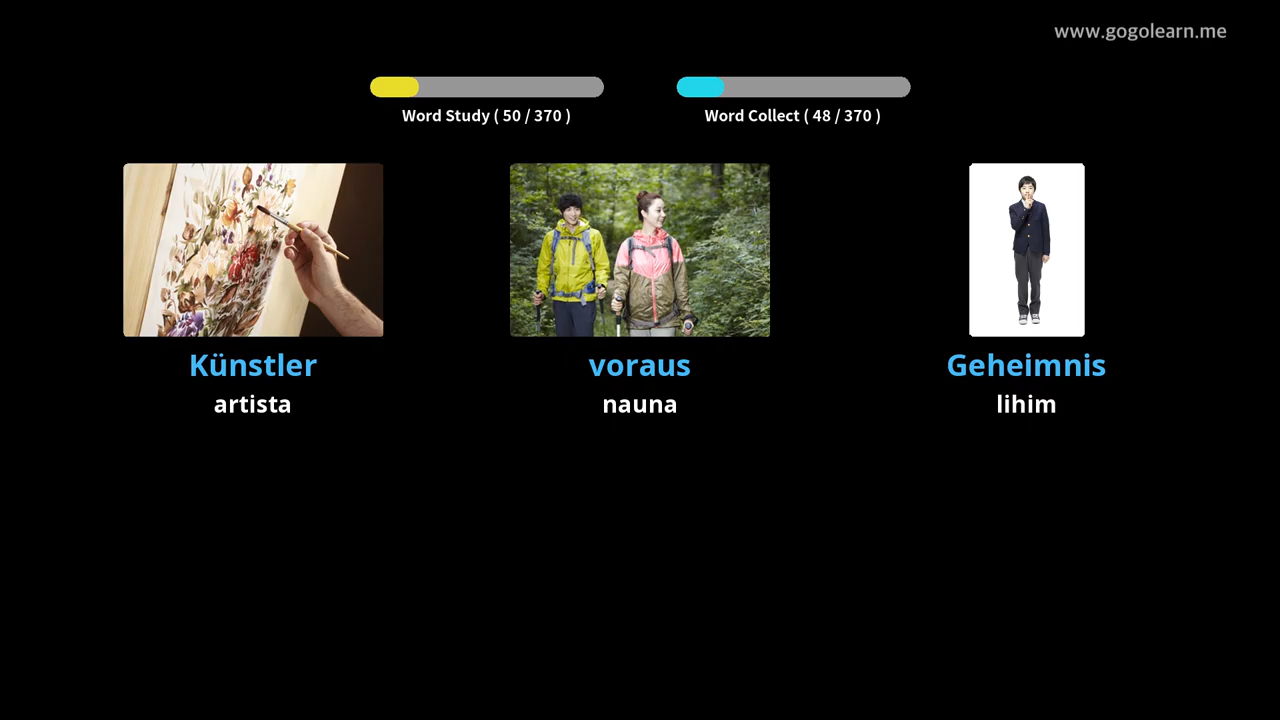 www.gogolearn.me
Word Study ( 50 / 370 )
Word Collect ( 48 / 370 )
Künstler
artista
voraus
nauna
Geheimnis
lihim